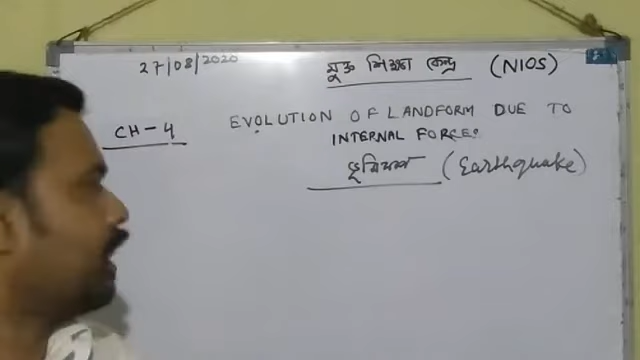 27/08/2020
মুক্ত শিক্ষা কেন্দ্র (NIOS)
CH-4
EVOLUTION OF LANDFORM DUE TO
INTERNAL FORCES
ভূমিকম্প (Earthquake)